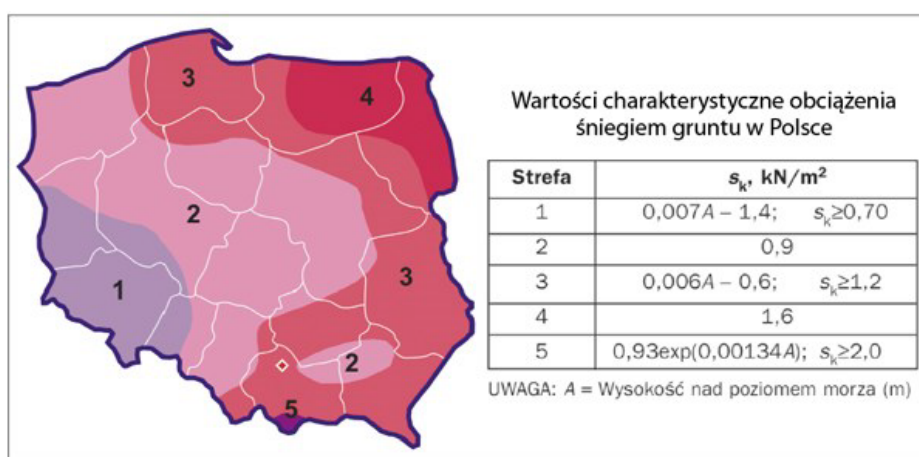 3
4
2
1
3
2
5
Wartości charakterystyczne obciążenia
śniegiem gruntu w Polsce
Strefa sk, kN/m²
1 0,007A – 1,4; sk≥0,70
2 0,9
3 0,006A – 0,6; sk≥1,2
4 1,6
5 0,93exp(0,00134A); sk≥2,0
UWAGA: A = Wysokość nad poziomem morza (m)